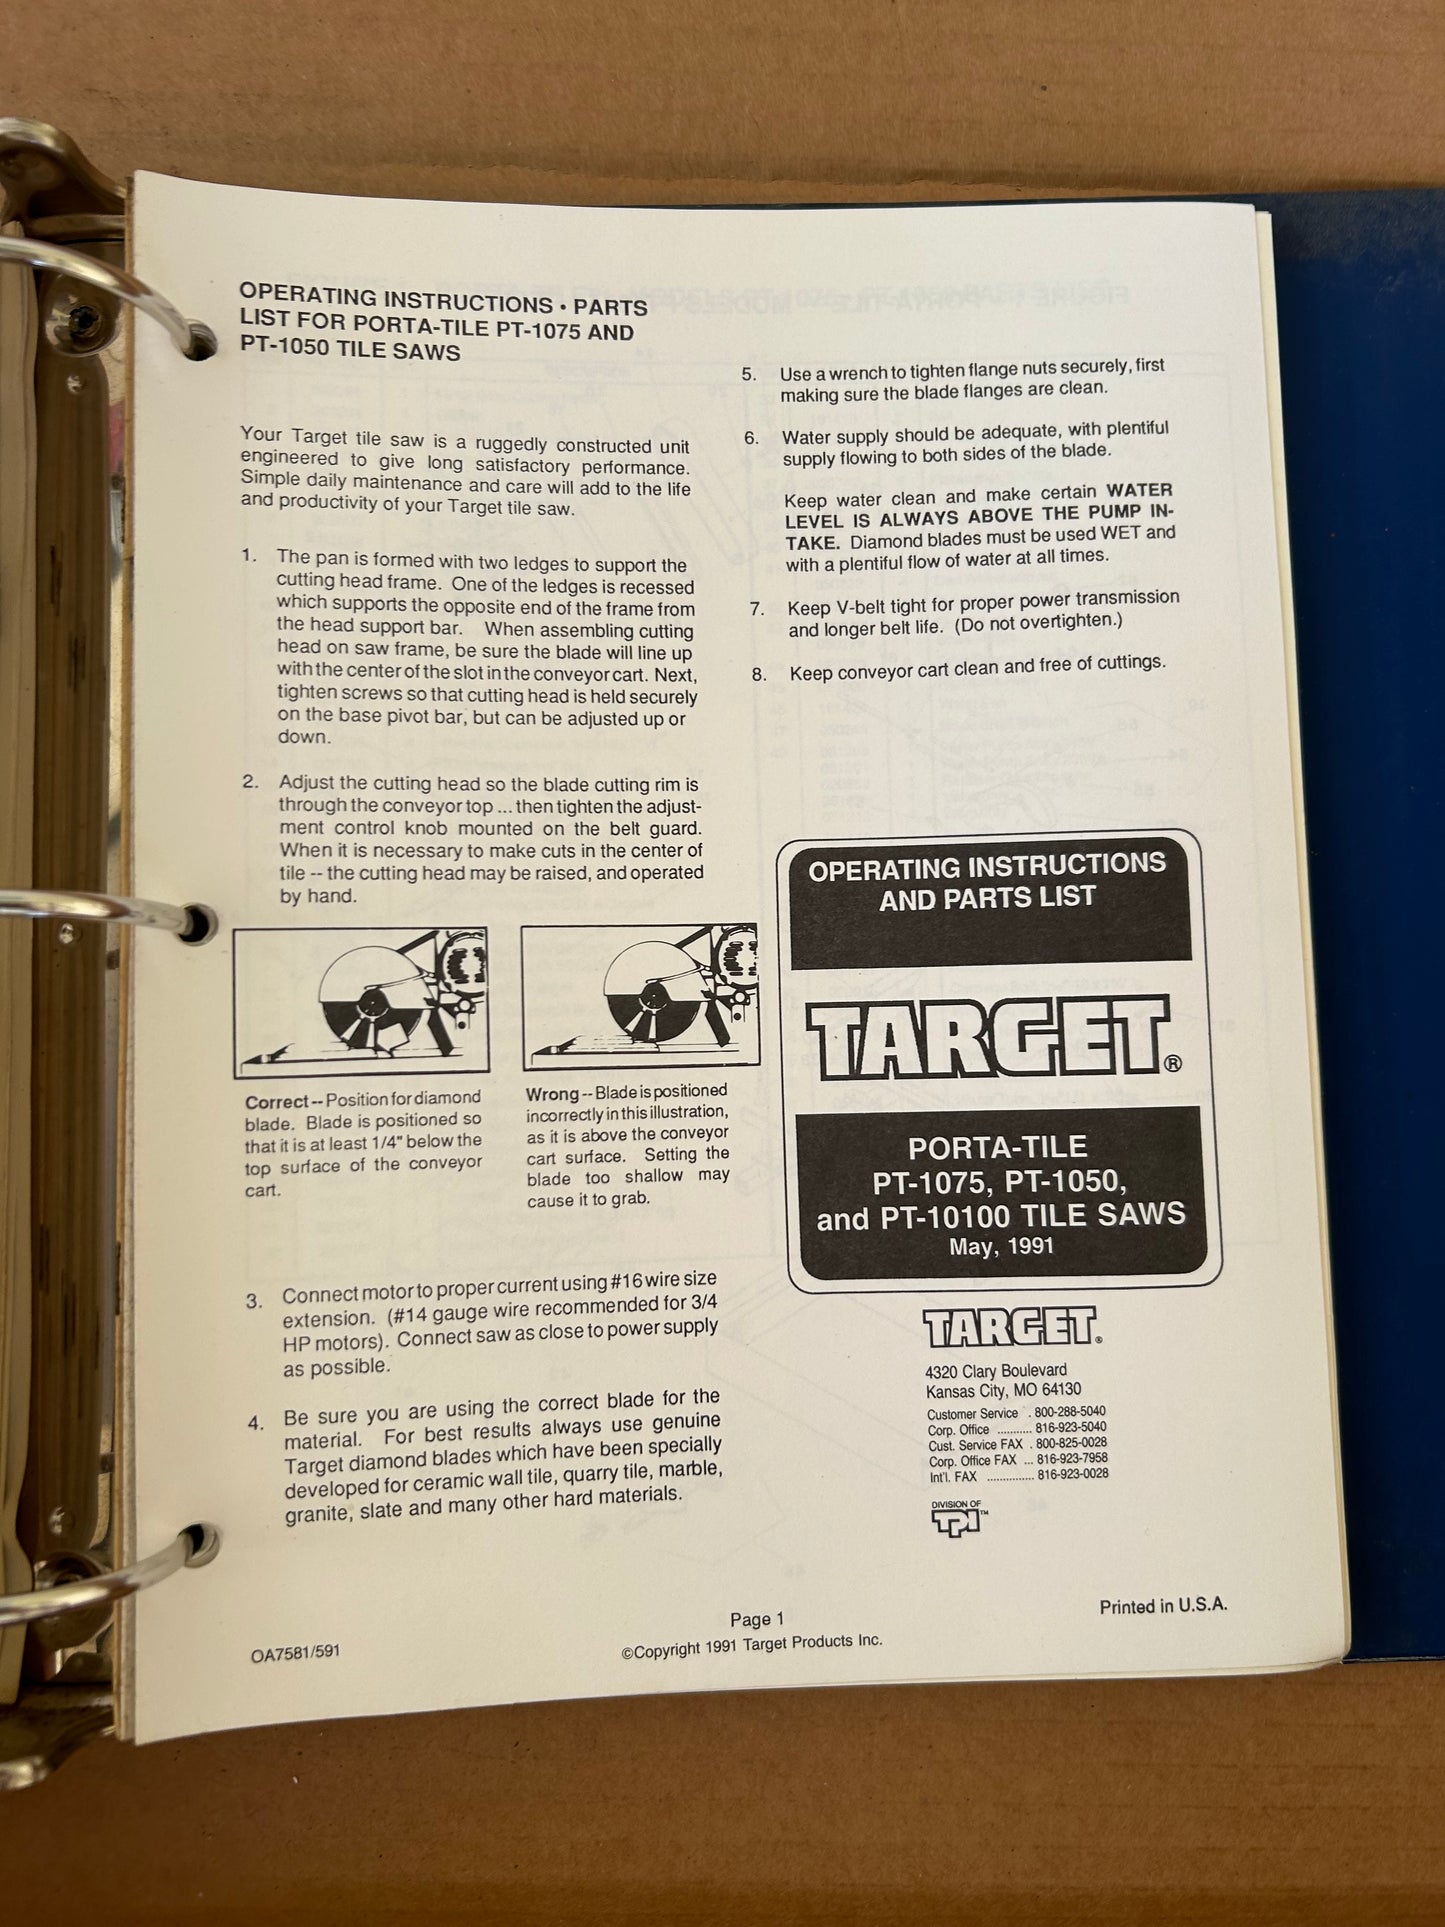 OPERATING INSTRUCTIONS • PARTS
LIST FOR PORTA-TILE PT-1075 AND
PT-1050 TILE SAWS
Your Target tile saw is a ruggedly constructed unit
engineered to give long satisfactory performance.
Simple daily maintenance and care will add to the life
and productivity of your Target tile saw.
1. The pan is formed with two ledges to support the
cutting head frame. One of the ledges is recessed
which supports the opposite end of the frame from
the head support bar. When assembling cutting
head on saw frame, be sure the blade will line up
with the center of the slot in the conveyor cart. Next,
tighten screws so that cutting head is held securely
on the base pivot bar, but can be adjusted up or
down.
2. Adjust the cutting head so the blade cutting rim is
through the conveyor top ... then tighten the adjust-
ment control knob mounted on the belt guard.
When it is necessary to make cuts in the center of
tile -- the cutting head may be raised, and operated
by hand.
Correct -- Position for diamond
blade. Blade is positioned so
that it is at least 1/4" below the
top surface of the conveyor
cart.
Wrong -- Blade is positioned
incorrectly in this illustration,
as it is above the conveyor
cart surface. Setting the
blade too shallow may
cause it to grab.
3. Connect motor to proper current using #16 wire size
extension. (#14 gauge wire recommended for 3/4
HP motors). Connect saw as close to power supply
as possible.
4. Be sure you are using the correct blade for the
material. For best results always use genuine
Target diamond blades which have been specially
developed for ceramic wall tile, quarry tile, marble,
granite, slate and many other hard materials.
5. Use a wrench to tighten flange nuts securely, first
making sure the blade flanges are clean.
6. Water supply should be adequate, with plentiful
supply flowing to both sides of the blade.
Keep water clean and make certain WATER
LEVEL IS ALWAYS ABOVE THE PUMP IN-
TAKE. Diamond blades must be used WET and
with a plentiful flow of water at all times.
7. Keep V-belt tight for proper power transmission
and longer belt life. (Do not overtighten.)
8. Keep conveyor cart clean and free of cuttings.
OPERATING INSTRUCTIONS
AND PARTS LIST
TARGET®
PORTA-TILE
PT-1075, PT-1050,
and PT-10100 TILE SAWS
May, 1991
TARGET®
4320 Clary Boulevard
Kansas City, MO 64130
Customer Service . 800-288-5040
Corp. Office ........... 816-923-5040
Cust. Service FAX . 800-825-0028
Corp. Office FAX ... 816-923-7958
Int'l. FAX ............... 816-923-0028
DIVISION OF
TPI™
Printed in U.S.A.
Page 1
OA7581/591
©Copyright 1991 Target Products Inc.